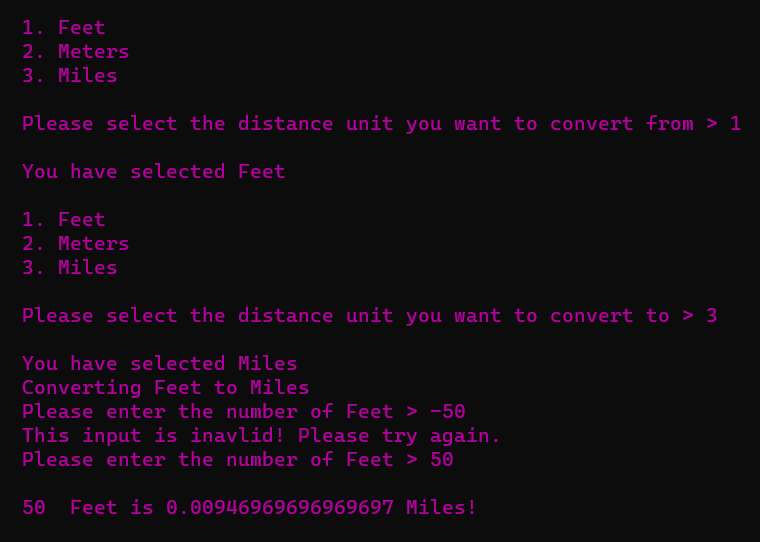 1. Feet
2. Meters
3. Miles
Please select the distance unit you want to convert from > 1
You have selected Feet
1. Feet
2. Meters
3. Miles
Please select the distance unit you want to convert to > 3
You have selected Miles
Converting Feet to Miles
Please enter the number of Feet > -50
This input is inavlid! Please try again.
Please enter the number of Feet > 50
50  Feet is 0.00946969696969697 Miles!